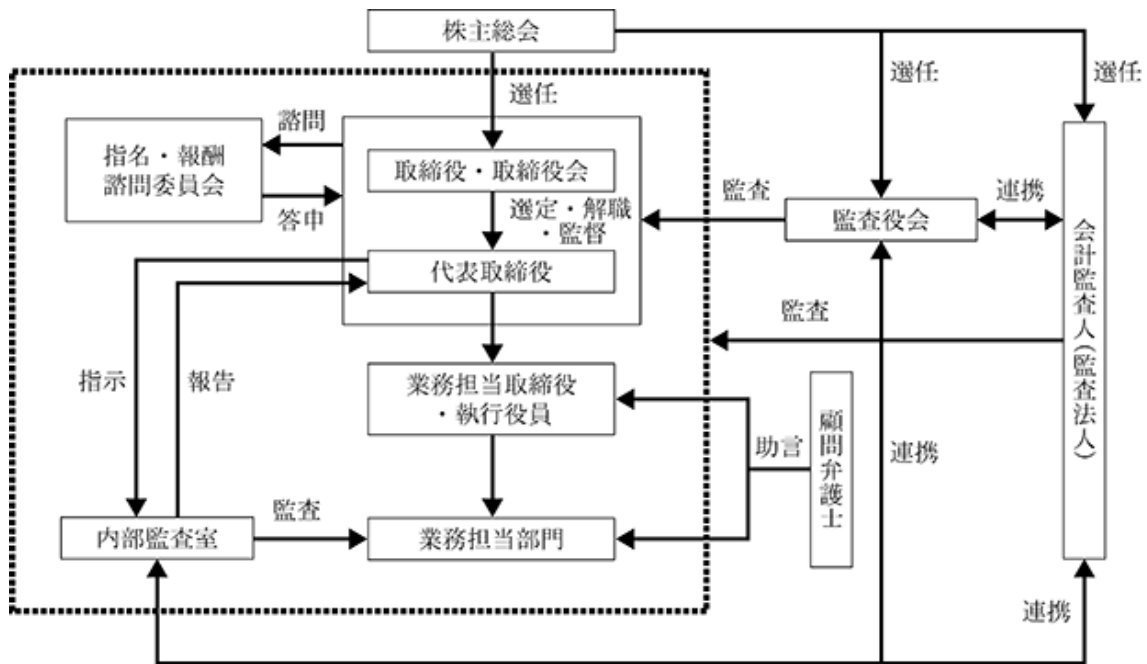 株主総会
選任
選任
選任
諮問
指名・報酬
諮問委員会
答申
取締役・取締役会
選定・解職
・監督
代表取締役
監査
監査役会
連携
会計監査人(監査法人)
監査
指示
報告
業務担当取締役
・執行役員
助言
顧問弁護士
連携
内部監査室
監査
業務担当部門
連携